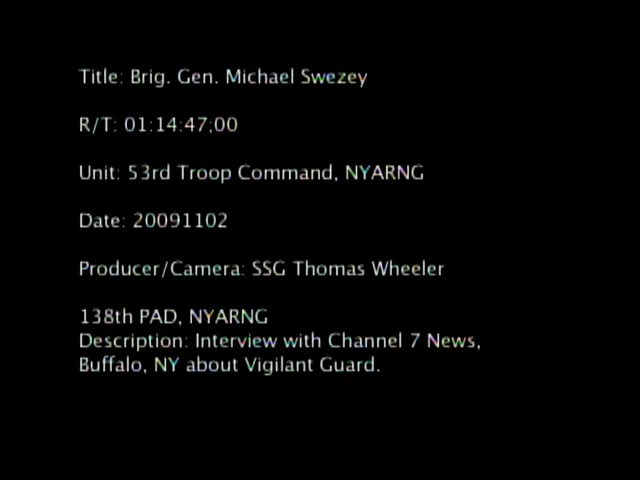 Title: Brig. Gen. Michael Swezey
R/T: 01:14:47;00
Unit: 53rd Troop Command, NYARNG
Date: 20091102
Producer/Camera: SSG Thomas Wheeler
138th PAD, NYARNG
Description: Interview with Channel 7 News,
Buffalo, NY about Vigilant Guard.